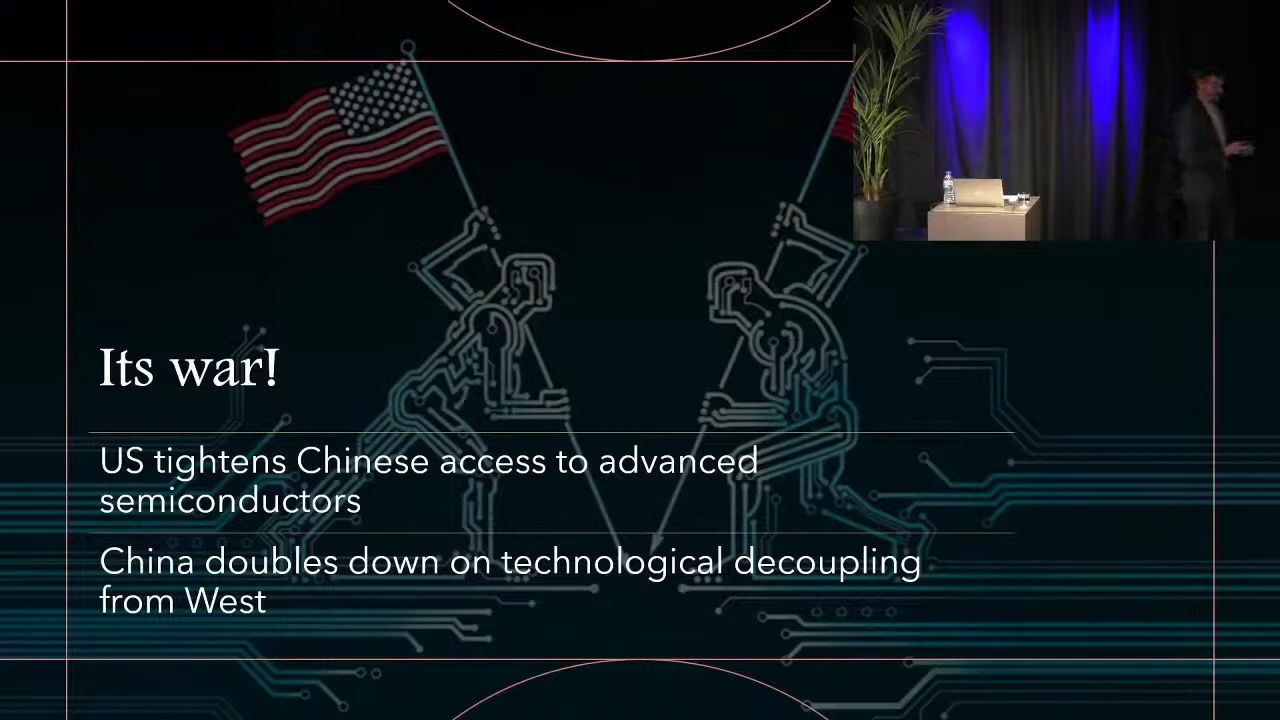 Its war!
US tightens Chinese access to advanced
semiconductors
China doubles down on technological decoupling
from West